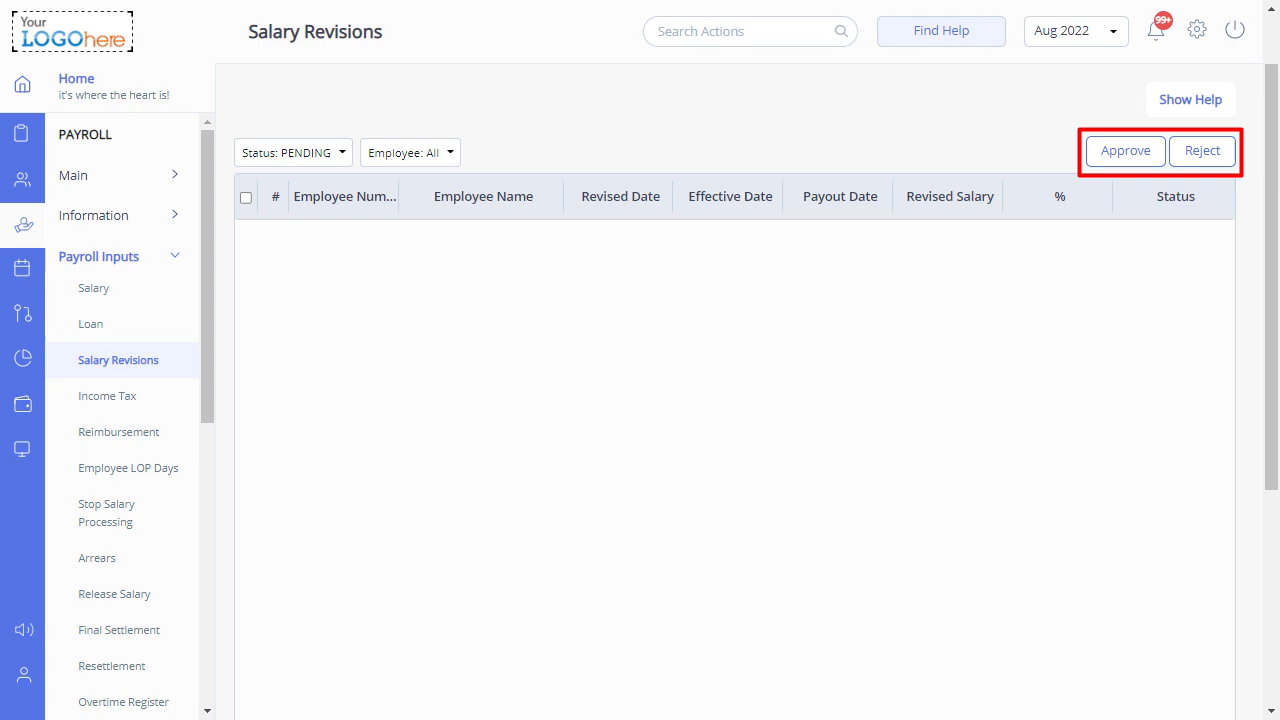 Your
LOGO here
Salary Revisions
Search Actions
Find Help
Aug 2022
99+
Home
it's where the heart is!
Show Help
PAYROLL
Main
Information
Payroll Inputs
Salary
Loan
Salary Revisions
Income Tax
Reimbursement
Employee LOP Days
Stop Salary
Processing
Arrears
Release Salary
Final Settlement
Resettlement
Overtime Register
Status: PENDING
Employee: All
Approve
Reject
# Employee Num... Employee Name Revised Date Effective Date Payout Date Revised Salary % Status